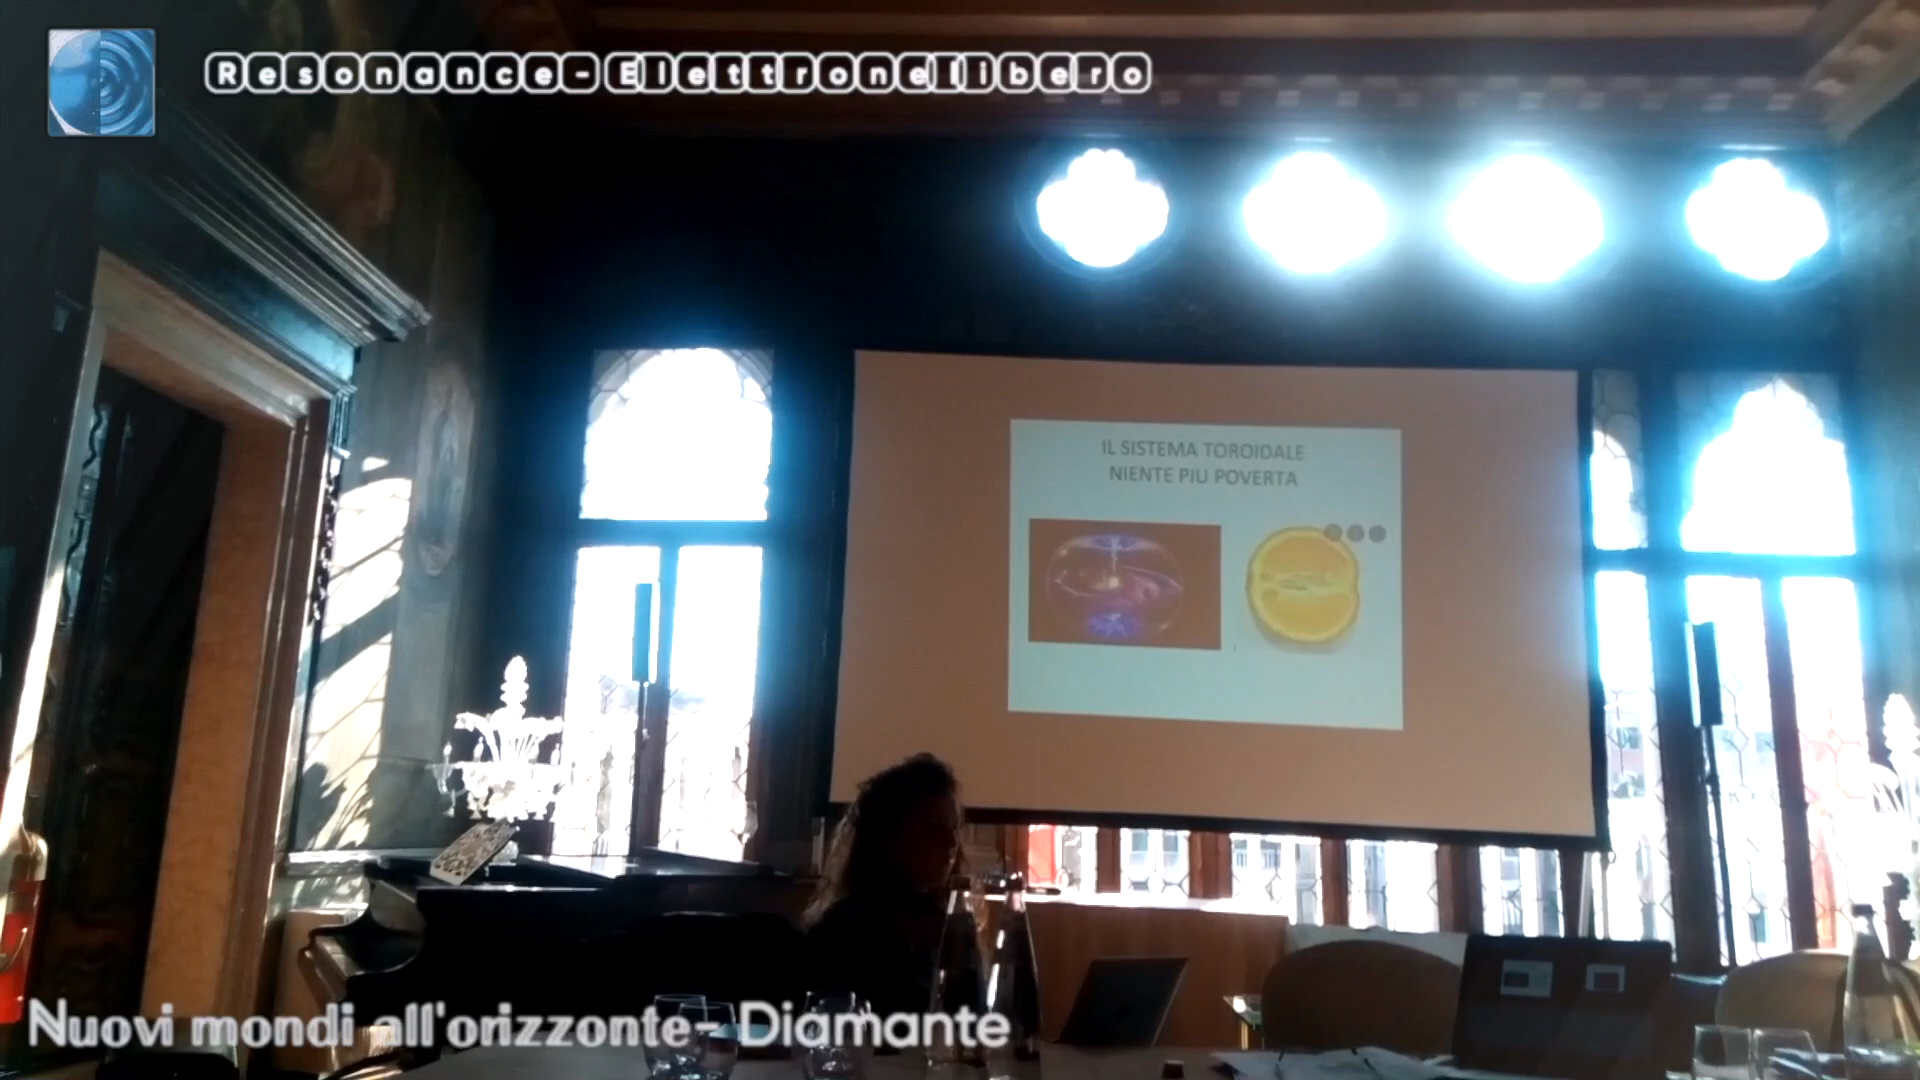 Resonance-Elettronelibero
IL SISTEMA TOROIDALE
NIENTE PIU POVERTA
Nuovi mondi all'orizzonte- Diamante